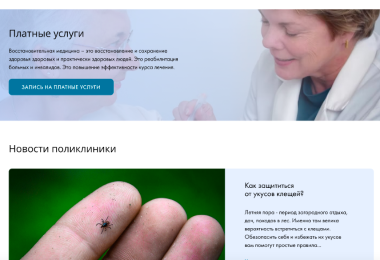 Платные услуги
Восстановительная медицина – это восстановление и сохранение
здоровья здоровых и практически здоровых людей. Это реабилитация
больных и инвалидов. Это повышение эффективности курса лечения.
ЗАПИСЬ НА ПЛАТНЫЕ УСЛУГИ
Новости поликлиники
Как защититься
от укусов клещей?
Летняя пора - период загородного отдыха,
дач, походов в лес. Именно там велика
вероятность встретиться с клещами.
Обезопасить себя и избежать их укусов
вам помогут простые правила...